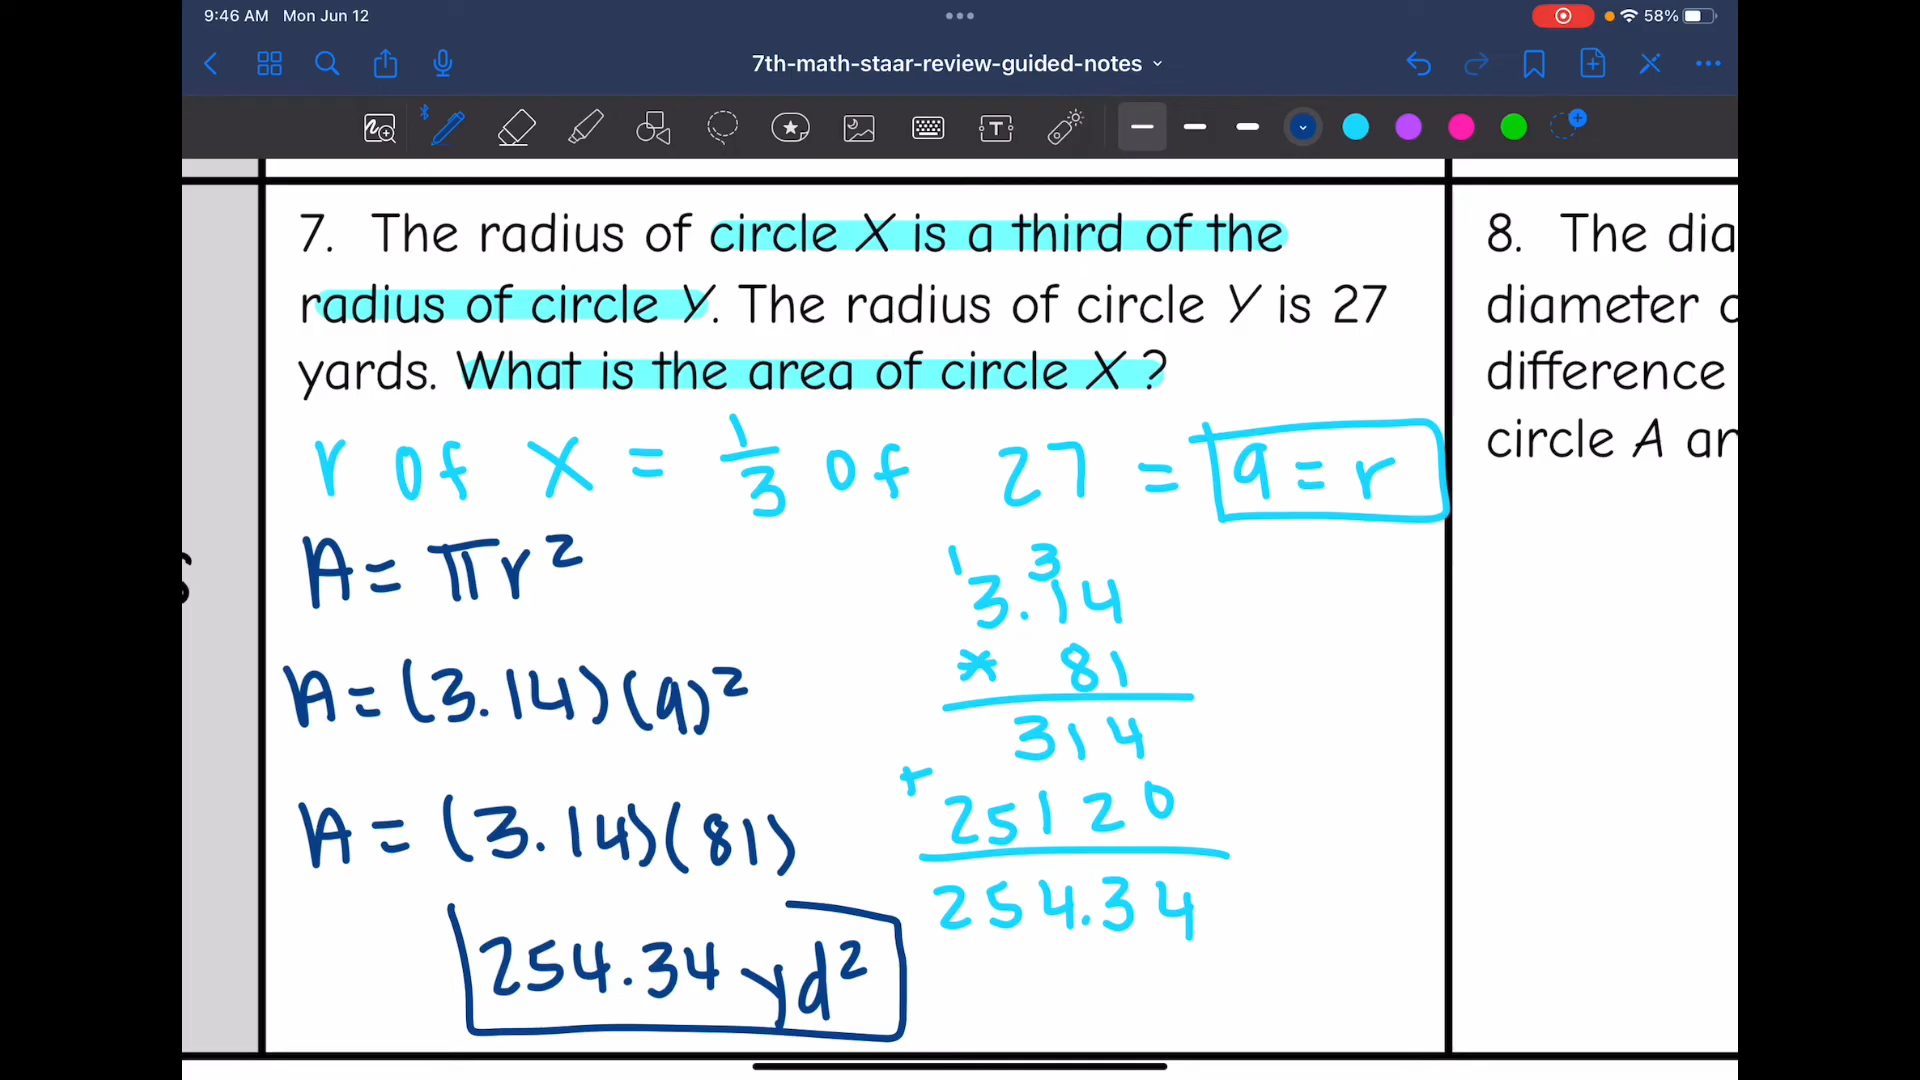 9:46 AM Mon Jun 12
58%
7th-math-staar-review-guided-notes
7. The radius of circle X is a third of the
radius of circle Y. The radius of circle Y is 27
yards. What is the area of circle X ?
r of X = 1/3 of 27 = 9 = r
A = πr²
A = (3.14)(9)²
A = (3.14)(81)
254.34 yd²
1 3
3.14
* 81
314
+ 25120
254.34
8. The dia
diameter
difference
circle A ar